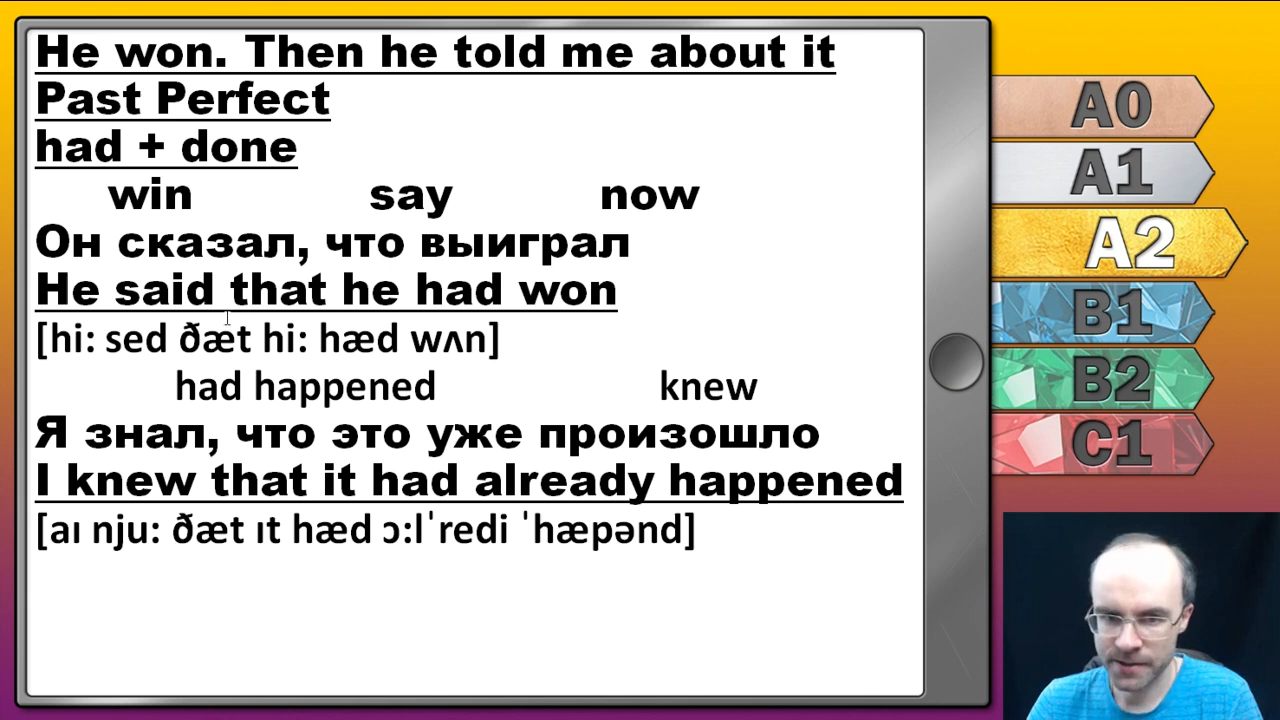 He won. Then he told me about it
Past Perfect
had + done
win say now
Он сказал, что выиграл
He said that he had won
[hi: sed ðæt hi: hæd wʌn]
had happened knew
Я знал, что это уже произошло
I knew that it had already happened
[aɪ nju: ðæt ɪt hæd ɔ:lˈredi ˈhæpənd]
A0
A1
A2
B1
B2
C1